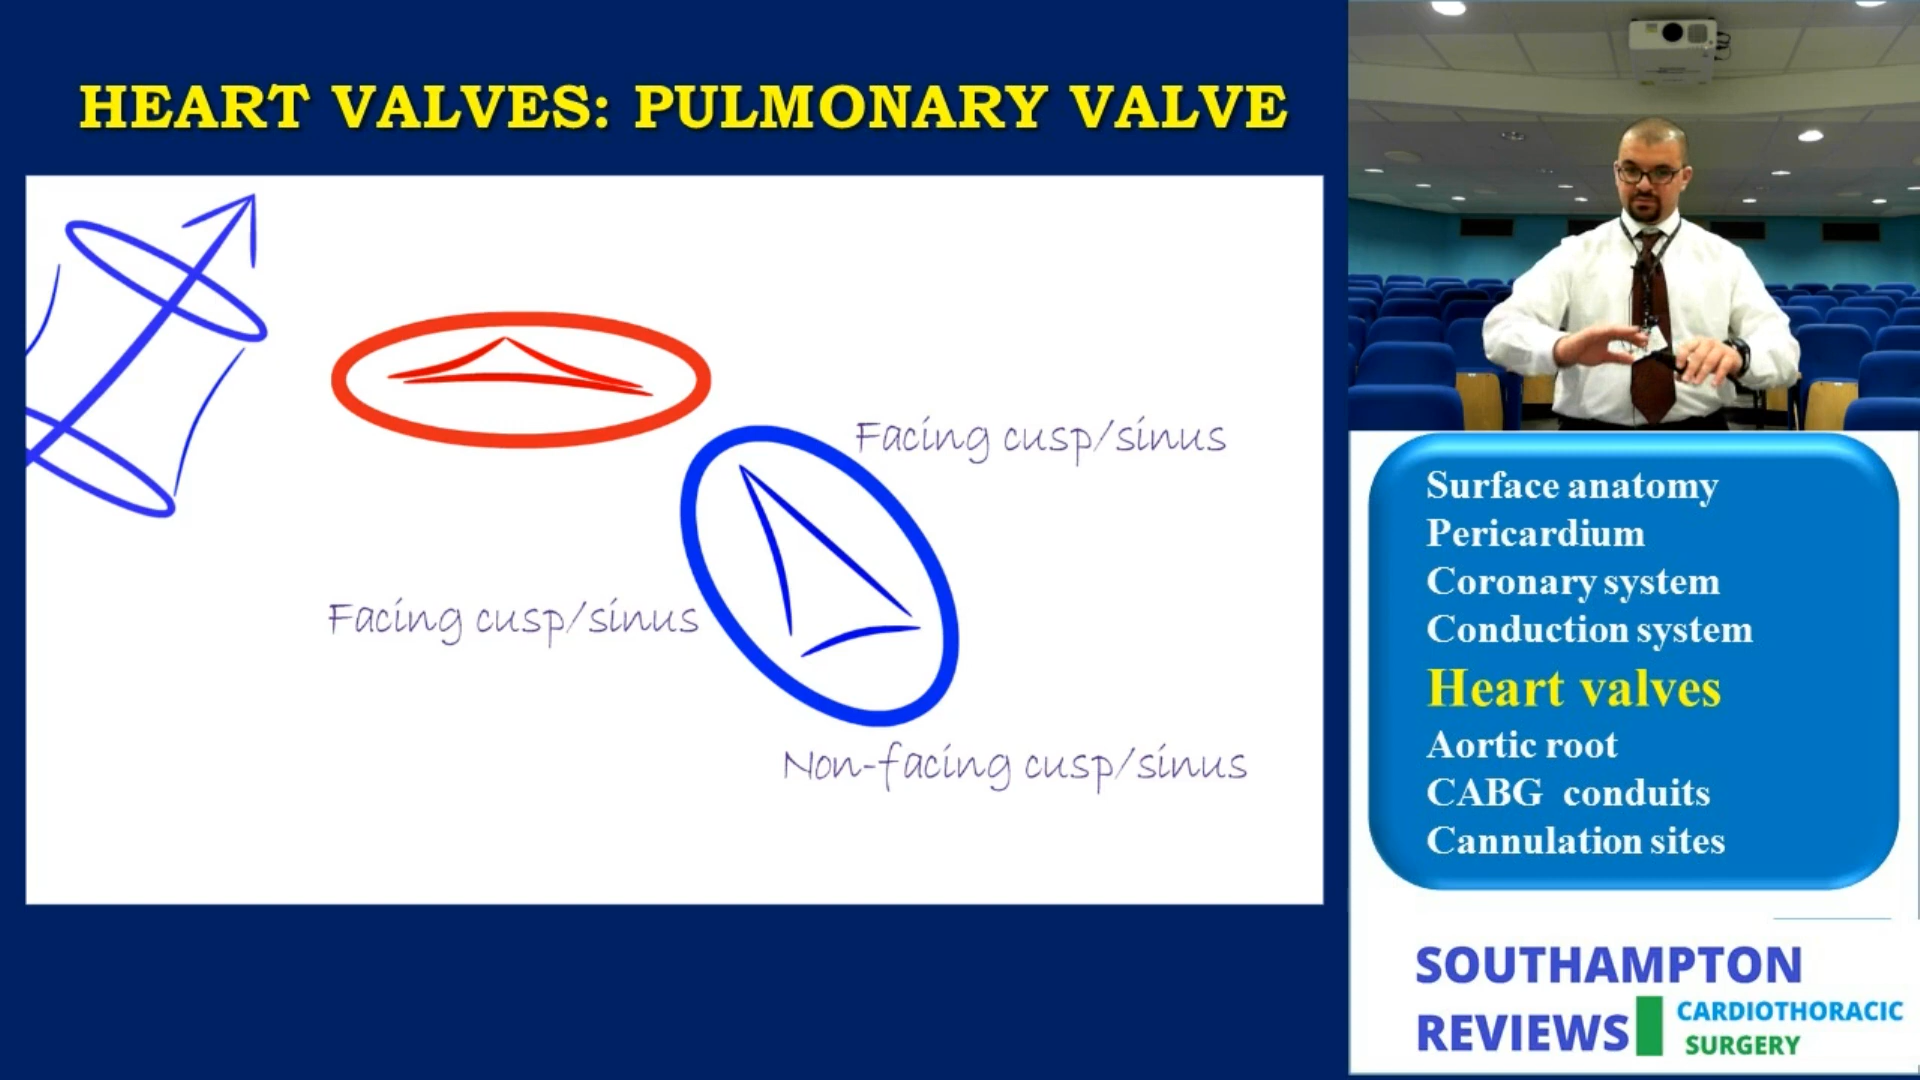 HEART VALVES: PULMONARY VALVE
Facing cusp/sinus
Facing cusp/sinus
Non-facing cusp/sinus
Surface anatomy
Pericardium
Coronary system
Conduction system
Heart valves
Aortic root
CABG conduits
Cannulation sites
SOUTHAMPTON
REVIEWS
CARDIOTHORACIC
SURGERY